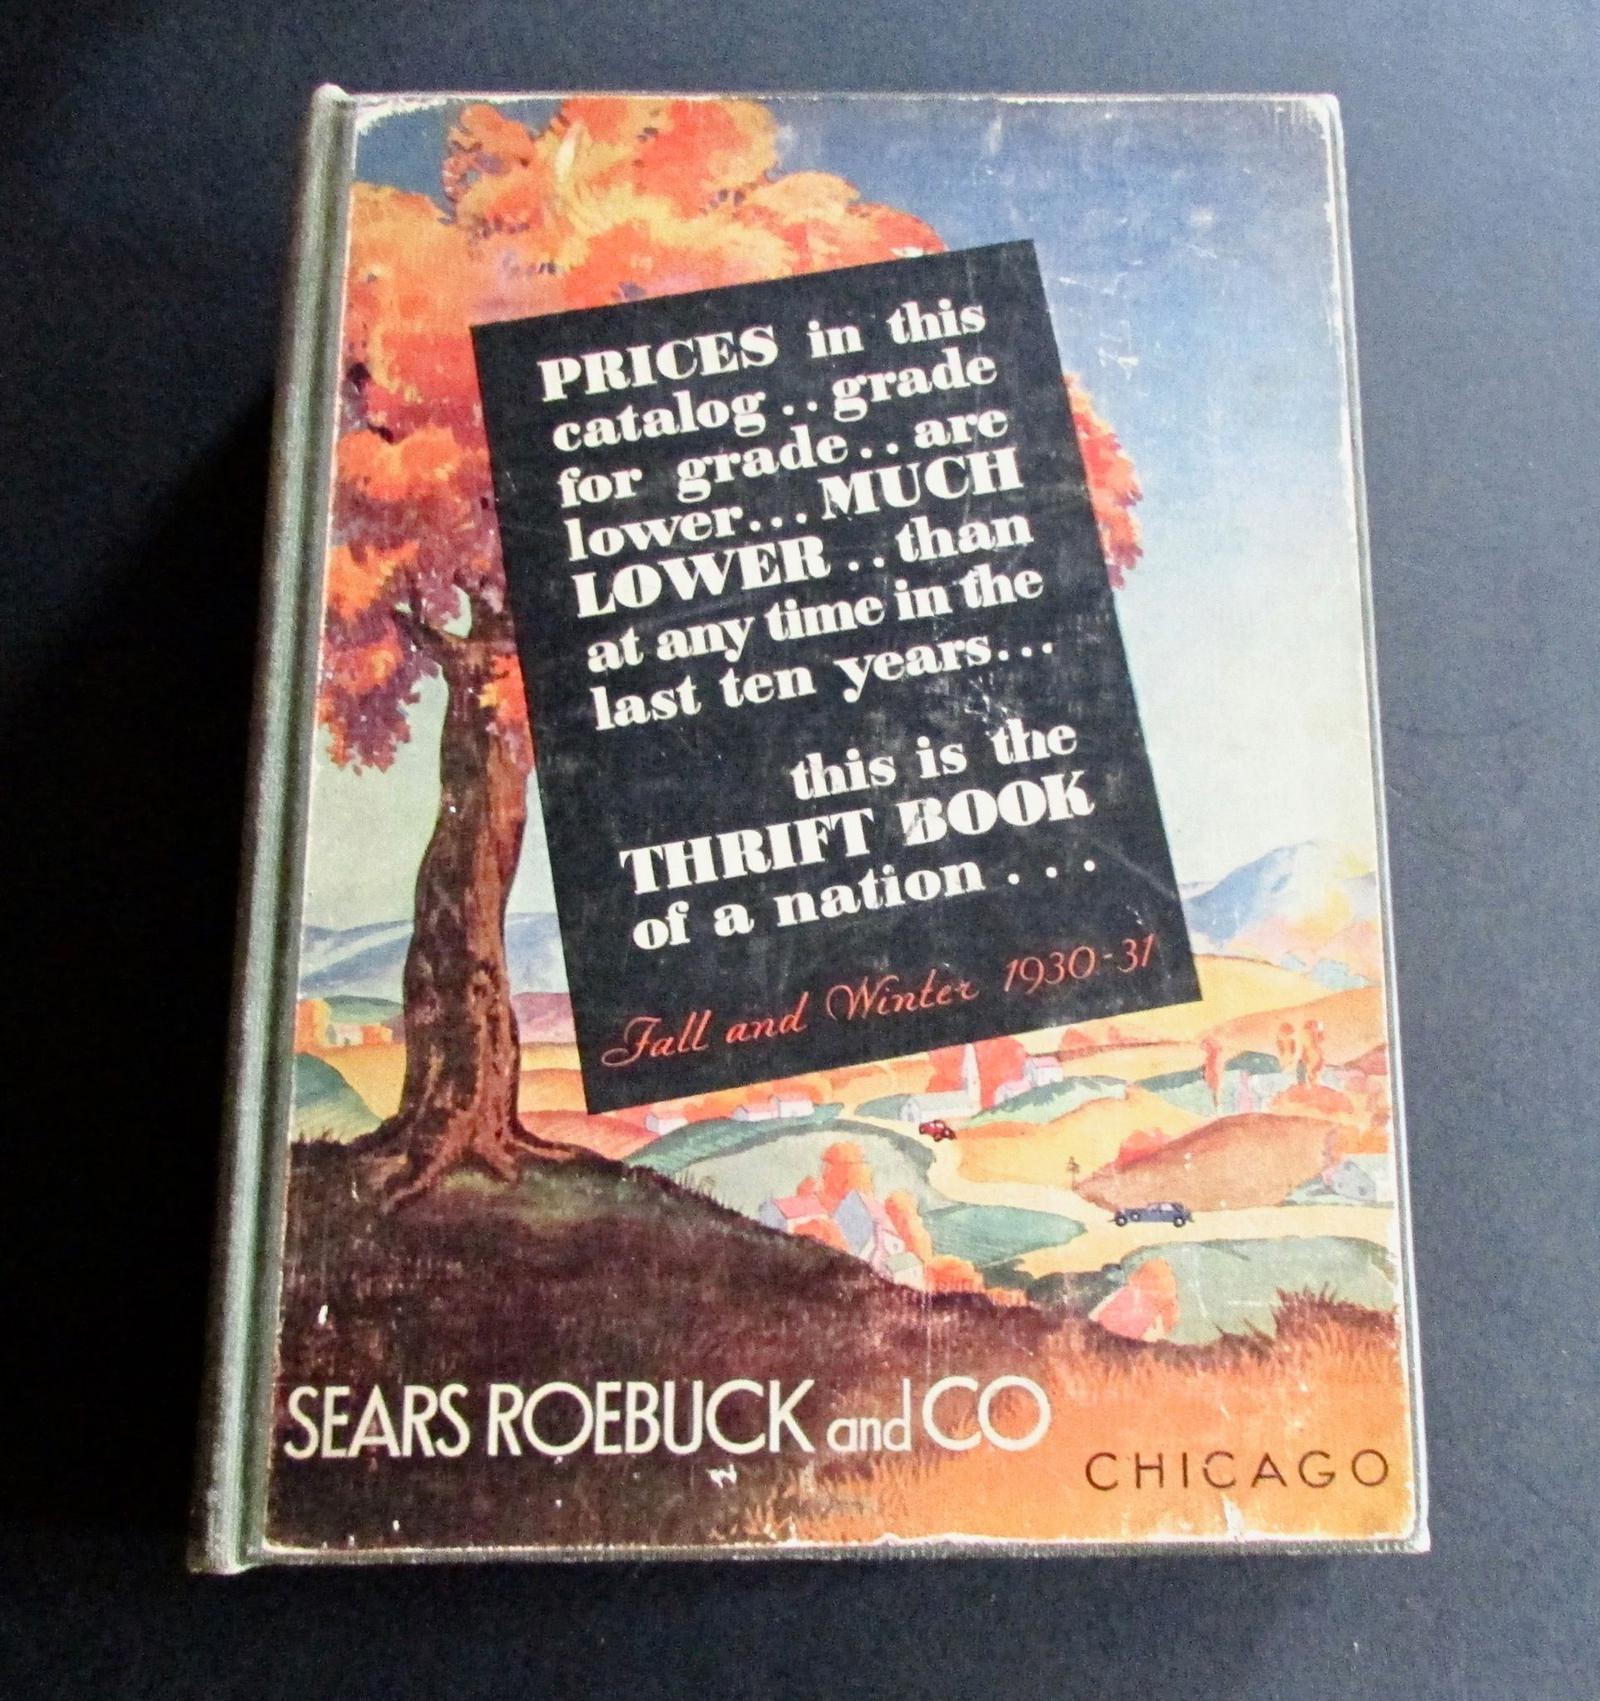 PRICES in this
catalog .. grade
for grade .. are
lower... MUCH
LOWER .. than
at any time in the
last ten years...
this is the
THRIFT BOOK
of a nation . . .
Fall and Winter 1930-31
SEARS ROEBUCK and CO
CHICAGO